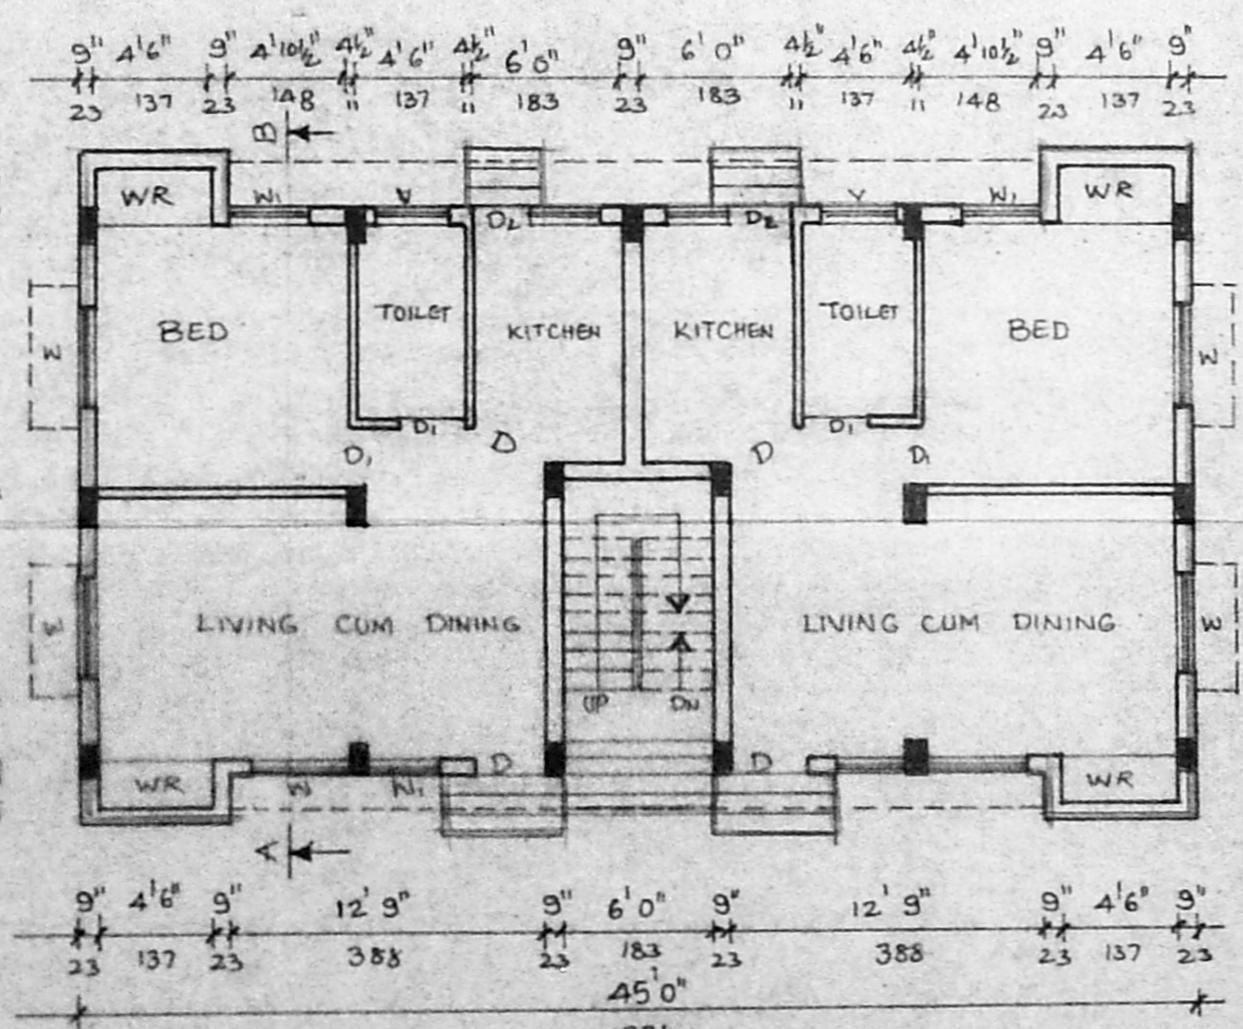 9" 4'6" 9" 4'10½" 4½" 4'6" 4½" 6'0" 9" 6'0" 4½" 4'6" 4½" 4'10½" 9" 4'6" 9"
23 137 23 148 11 137 11 183 23 183 11 137 11 148 23 137 23
B
WR W1 V D2 D2 V W1 WR
BED TOILET KITCHEN KITCHEN TOILET BED
W W
D1 D1
D1 D D D1
LIVING CUM DINING LIVING CUM DINING
W W
UP DN
D D
WR W W1 WR
A
9" 4'6" 9" 12'9" 9" 6'0" 9" 12'9" 9" 4'6" 9"
23 137 23 388 23 183 23 388 23 137 23
45'0"